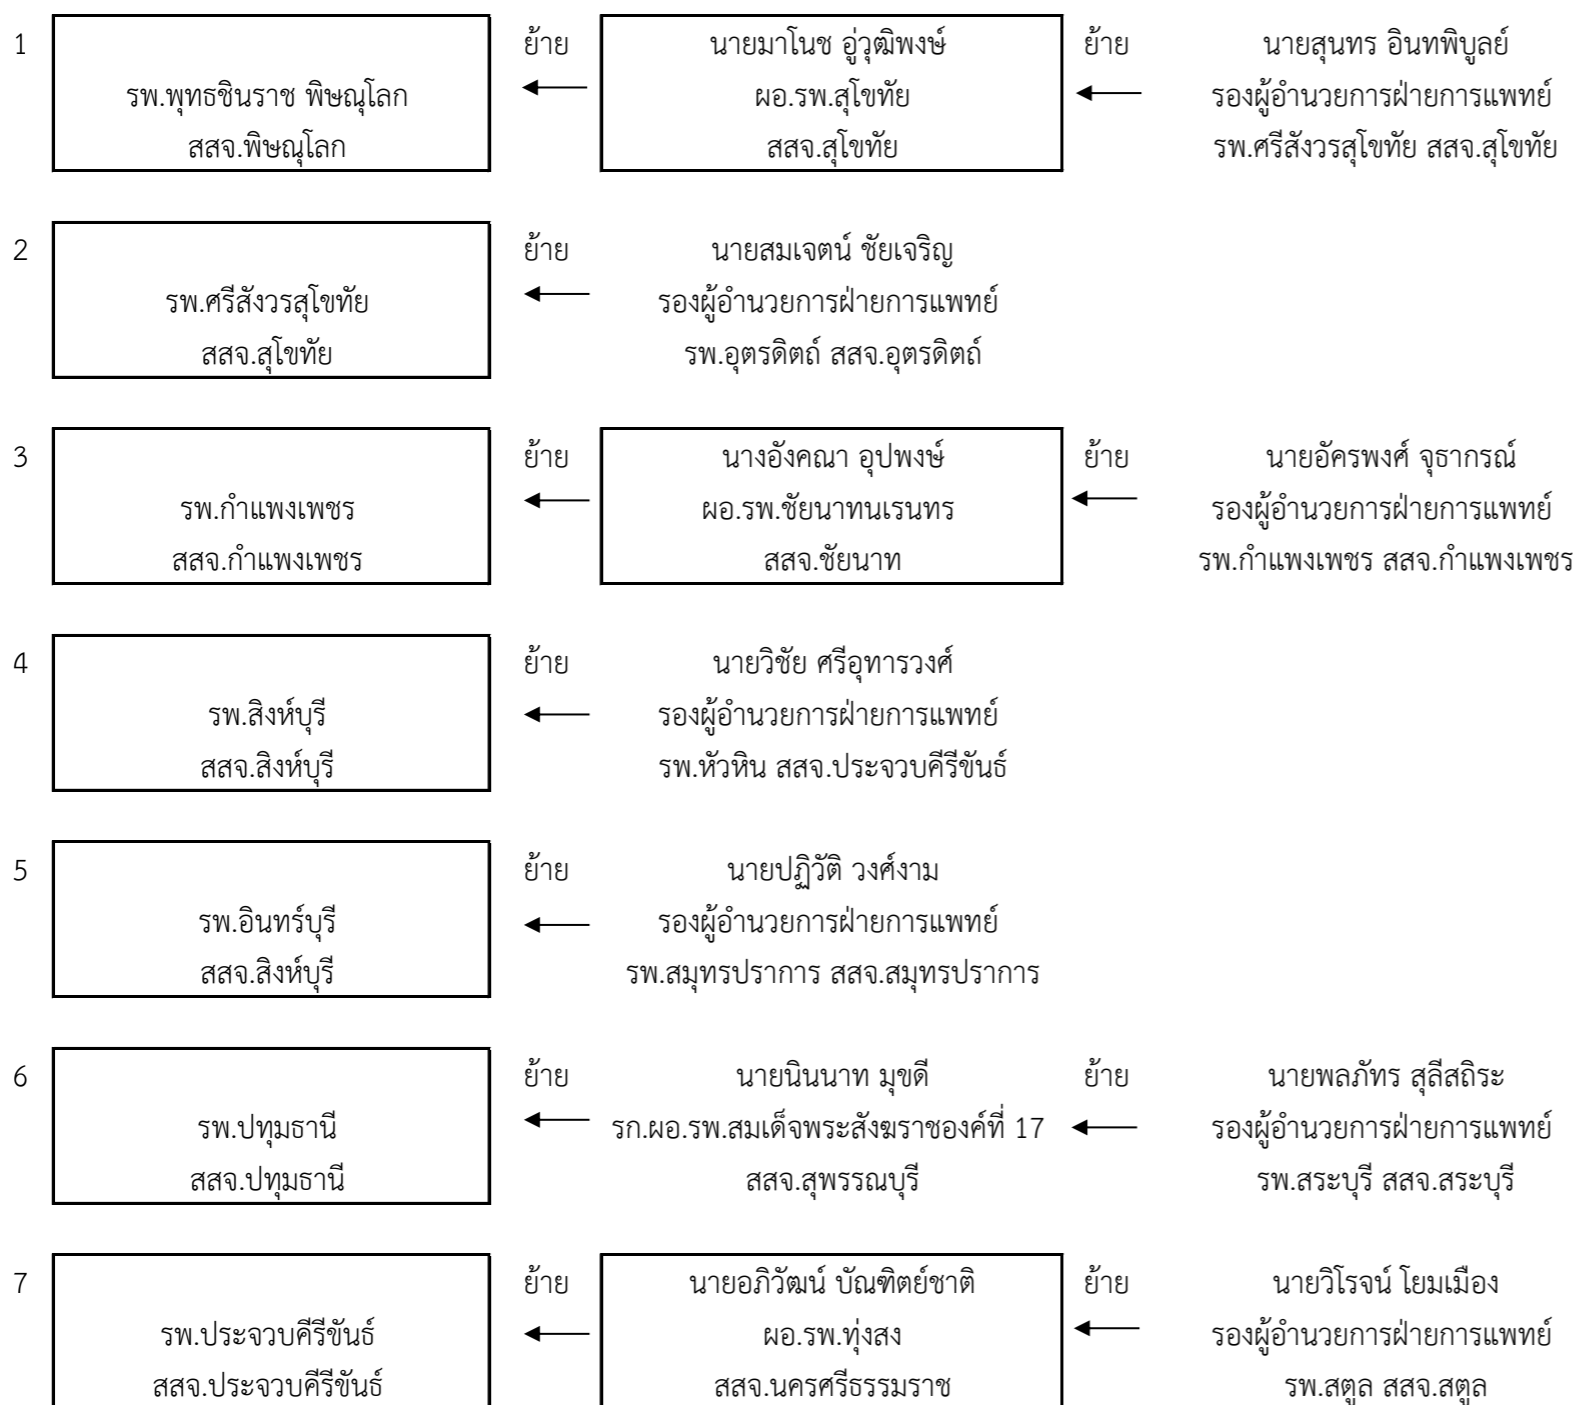 1
ย้าย
นายมาโนช อู่วุฒิพงษ์
ย้าย
นายสุนทร อินทพิบูลย์
รพ.พุทธชินราช พิษณุโลก
ผอ.รพ.สุโขทัย
รองผู้อำนวยการฝ่ายการแพทย์
สสจ.พิษณุโลก
สสจ.สุโขทัย
รพ.ศรีสังวรสุโขทัย สสจ.สุโขทัย
2
ย้าย
นายสมเจตน์ ชัยเจริญ
รพ.ศรีสังวรสุโขทัย
รองผู้อำนวยการฝ่ายการแพทย์
สสจ.สุโขทัย
รพ.อุตรดิตถ์ สสจ.อุตรดิตถ์
3
ย้าย
นางอังคณา อุปพงษ์
ย้าย
นายอัครพงศ์ จุธากรณ์
รพ.กำแพงเพชร
ผอ.รพ.ชัยนาทนเรนทร
รองผู้อำนวยการฝ่ายการแพทย์
สสจ.กำแพงเพชร
สสจ.ชัยนาท
รพ.กำแพงเพชร สสจ.กำแพงเพชร
4
ย้าย
นายวิชัย ศรีอุทารวงศ์
รพ.สิงห์บุรี
รองผู้อำนวยการฝ่ายการแพทย์
สสจ.สิงห์บุรี
รพ.หัวหิน สสจ.ประจวบคีรีขันธ์
5
ย้าย
นายปฏิวัติ วงศ์งาม
รพ.อินทร์บุรี
รองผู้อำนวยการฝ่ายการแพทย์
สสจ.สิงห์บุรี
รพ.สมุทรปราการ สสจ.สมุทรปราการ
6
ย้าย
นายนินนาท มุขดี
ย้าย
นายพลภัทร สุลีสถิระ
รพ.ปทุมธานี
รก.ผอ.รพ.สมเด็จพระสังฆราชองค์ที่ 17
รองผู้อำนวยการฝ่ายการแพทย์
สสจ.ปทุมธานี
สสจ.สุพรรณบุรี
รพ.สระบุรี สสจ.สระบุรี
7
ย้าย
นายอภิวัฒน์ บัณฑิตย์ชาติ
ย้าย
นายวิโรจน์ โยมเมือง
รพ.ประจวบคีรีขันธ์
ผอ.รพ.ทุ่งสง
รองผู้อำนวยการฝ่ายการแพทย์
สสจ.ประจวบคีรีขันธ์
สสจ.นครศรีธรรมราช
รพ.สตูล สสจ.สตูล